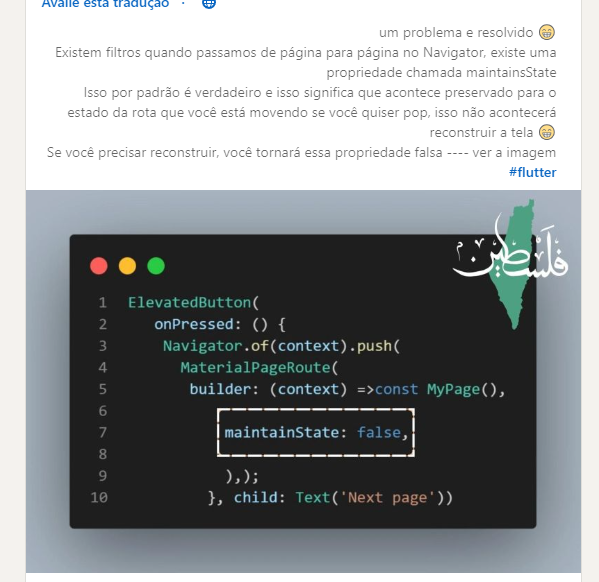 Avalie esta tradução ·
um problema e resolvido 😁
Existem filtros quando passamos de página para página no Navigator, existe uma
propriedade chamada maintainsState
Isso por padrão é verdadeiro e isso significa que acontece preservado para o
estado da rota que você está movendo se você quiser pop, isso não acontecerá
reconstruir a tela 😁
Se você precisar reconstruir, você tornará essa propriedade falsa ---- ver a imagem
#flutter
فلسطين
1 ElevatedButton(
2 onPressed: () {
3 Navigator.of(context).push(
4 MaterialPageRoute(
5 builder: (context) =>const MyPage(),
6
7 maintainState: false,
8
9 ),);
10 }, child: Text('Next page'))